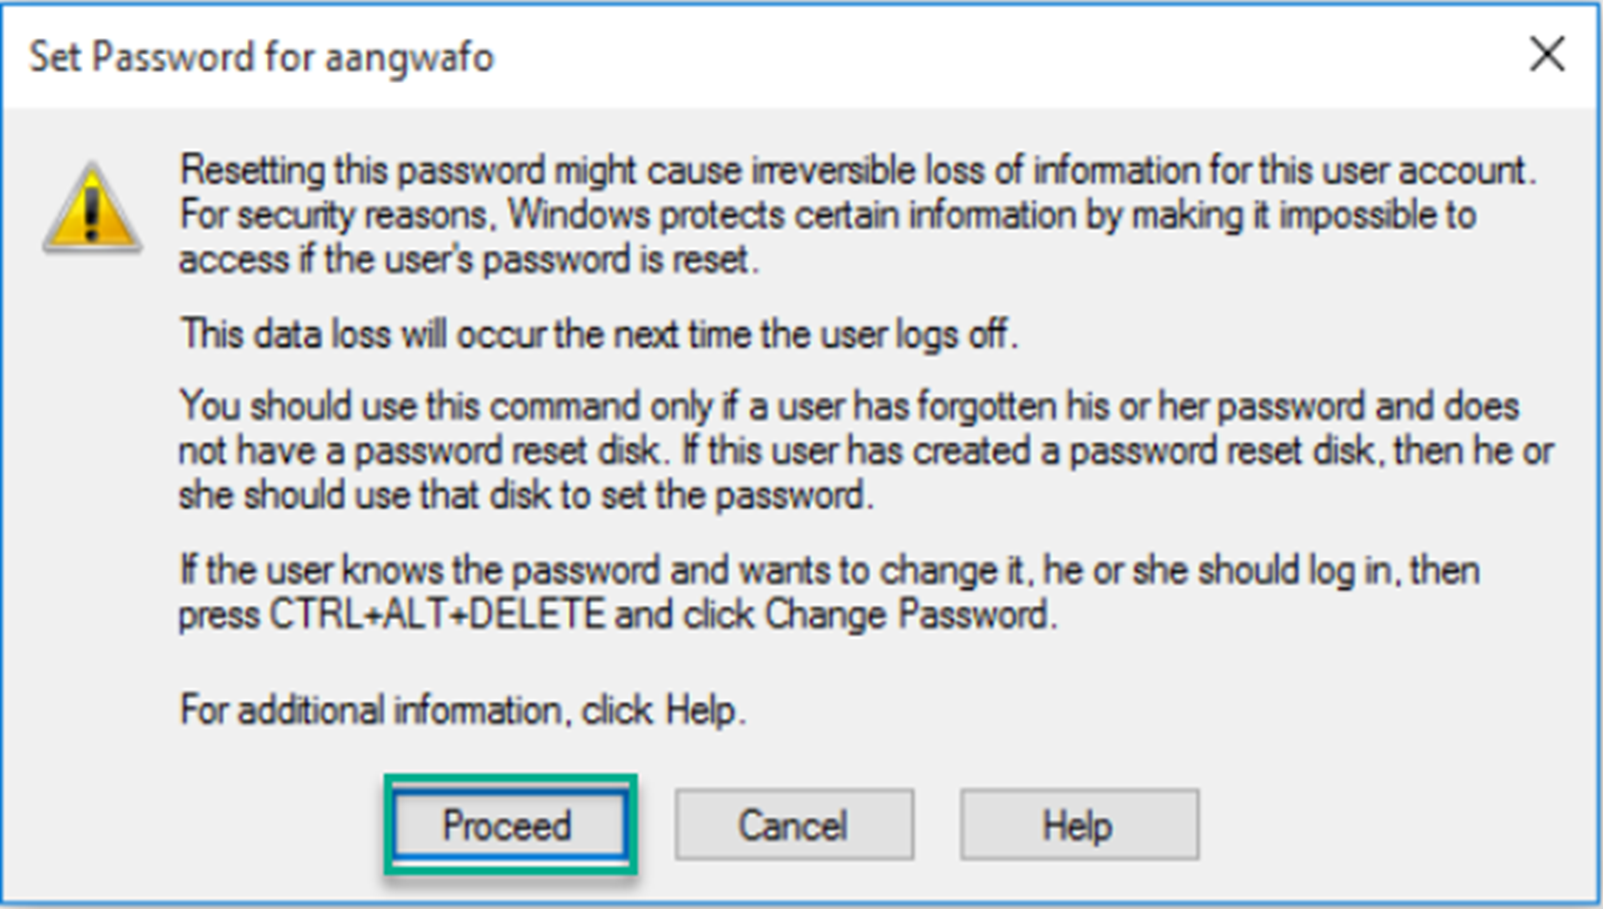 Set Password for aangwafo
Resetting this password might cause irreversible loss of information for this user account.
For security reasons, Windows protects certain information by making it impossible to
access if the user's password is reset.
This data loss will occur the next time the user logs off.
You should use this command only if a user has forgotten his or her password and does
not have a password reset disk. If this user has created a password reset disk, then he or
she should use that disk to set the password.
If the user knows the password and wants to change it, he or she should log in, then
press CTRL+ALT+DELETE and click Change Password.
For additional information, click Help.
Proceed Cancel Help